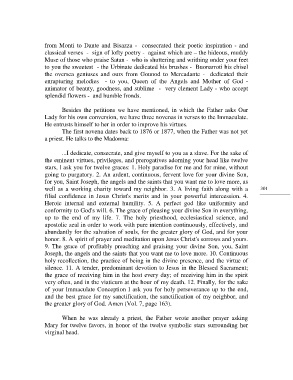 from Monti to Dante and Bisazza - consecrated their poetic inspiration - and
classical verses - sign of lofty poetry - against which are – the hideous, muddy
Muse of those who praise Satan - who is shuttering and writhing under your feet
to you the sweetest - the Urbinate dedicated his brushes - Buonarroti his chisel
the oversea geniuses and ours from Gounod to Mercadante - dedicated their
enrapturing melodius - to you, Queen of the Angels and Mother of God -
animator of beauty, goodness, and sublime - very clement Lady - who accept
splendid flowers - and humble fronds.
Besides the petitions we have mentioned, in which the Father asks Our
Lady for his own conversion, we have three novenas in verses to the Immaculate.
He entrusts himself to her in order to improve his virtues.
The first novena dates back to 1876 or 1877, when the Father was not yet
a priest. He talks to the Madonna:
...I dedicate, consecrate, and give myself to you as a slave. For the sake of
the eminent virtues, privileges, and prerogatives adorning your head like twelve
stars, I ask you for twelve graces: 1. Holy paradise for me and for mine, without
going to purgatory. 2. An ardent, continuous, fervent love for your divine Son,
for you, Saint Joseph, the angels and the saints that you want me to love more, as
well as a working charity toward my neighbor. 3. A living faith along with a
filial confidence in Jesus Christ's merits and in your powerful intercession. 4.
Heroic internal and external humility. 5. A perfect god like uniformity and
conformity to God's will. 6. The grace of pleasing your divine Son in everything,
up to the end of my life. 7. The holy priesthood, ecclesiastical science, and
apostolic zeal in order to work, with pure intention continuously, effectively, and
abundantly for the salvation of souls, for the greater glory of God, and for your
honor. 8. A spirit of prayer and meditation upon Jesus Christ's sorrows and yours.
9. The grace of profitably preaching and praising your divine Son, you, Saint
Joseph, the angels and the saints that you want me to love more. 10. Continuous
holy recollection, the practice of being in the divine presence, and the virtue of
silence. 11. A tender, predominant devotion to Jesus in the Blessed Sacrament;
the grace of receiving him in the host every day; of receiving him in the spirit
very often, and in the viaticum at the hour of my death. 12. Finally, for the sake
of your Immaculate Conception I ask you for holy perseverance up to the end,
and the best grace for my sanctification, the sanctification of my neighbor, and
the greater glory of God. Amen (Vol. 7, page 163).
When he was already a priest, the Father wrote another prayer asking
Mary for twelve favors, in honor of the twelve symbolic stars surrounding her
virginal head.